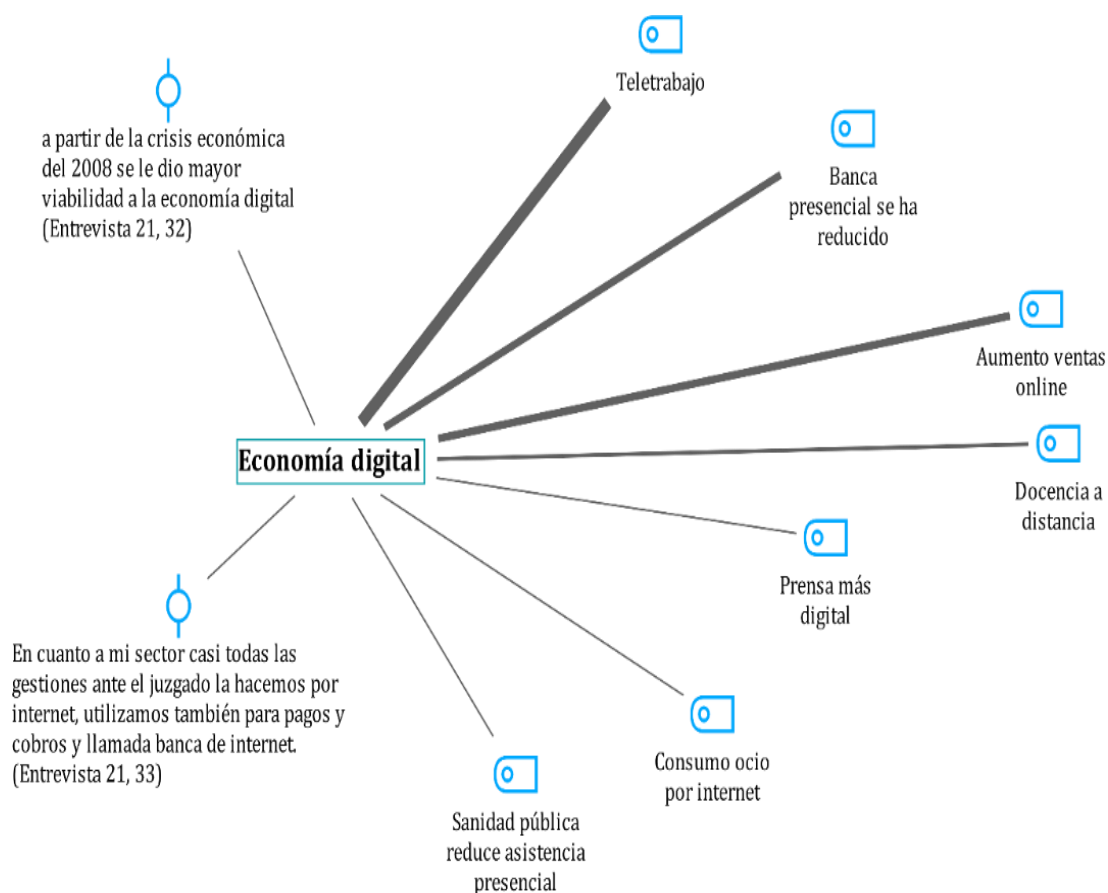 Teletrabajo
a partir de la crisis económica
del 2008 se le dio mayor
viabilidad a la economía digital
(Entrevista 21, 32)
Banca
presencial se ha
reducido
Aumento ventas
online
Economía digital
Docencia a
distancia
Prensa más
digital
En cuanto a mi sector casi todas las
gestiones ante el juzgado la hacemos por
internet, utilizamos también para pagos y
cobros y llamada banca de internet.
(Entrevista 21, 33)
Consumo ocio
por internet
Sanidad pública
reduce asistencia
presencial